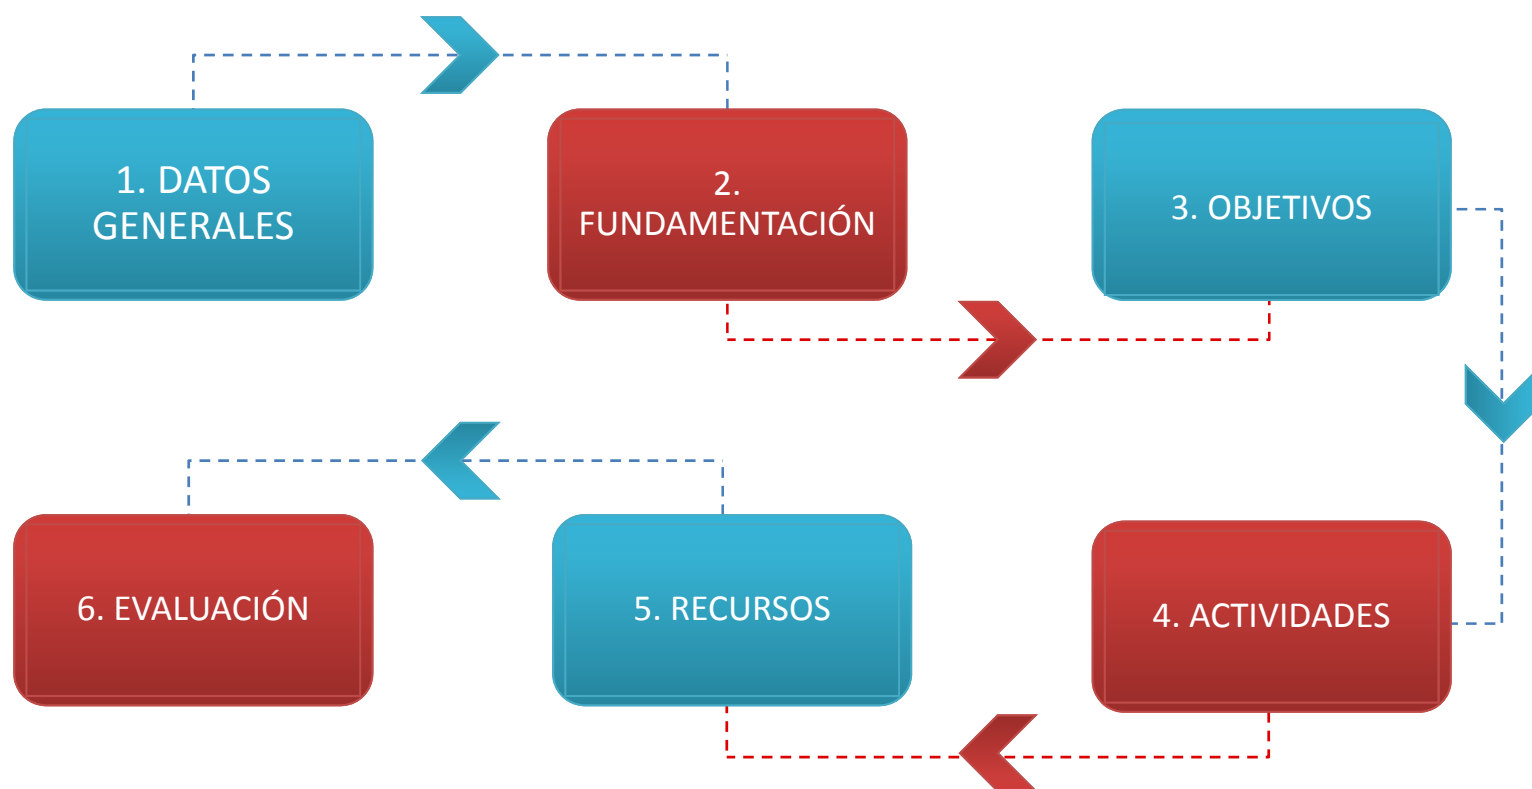 1. DATOS
GENERALES
2.
FUNDAMENTACIÓN
3. OBJETIVOS
4. ACTIVIDADES
5. RECURSOS
6. EVALUACIÓN